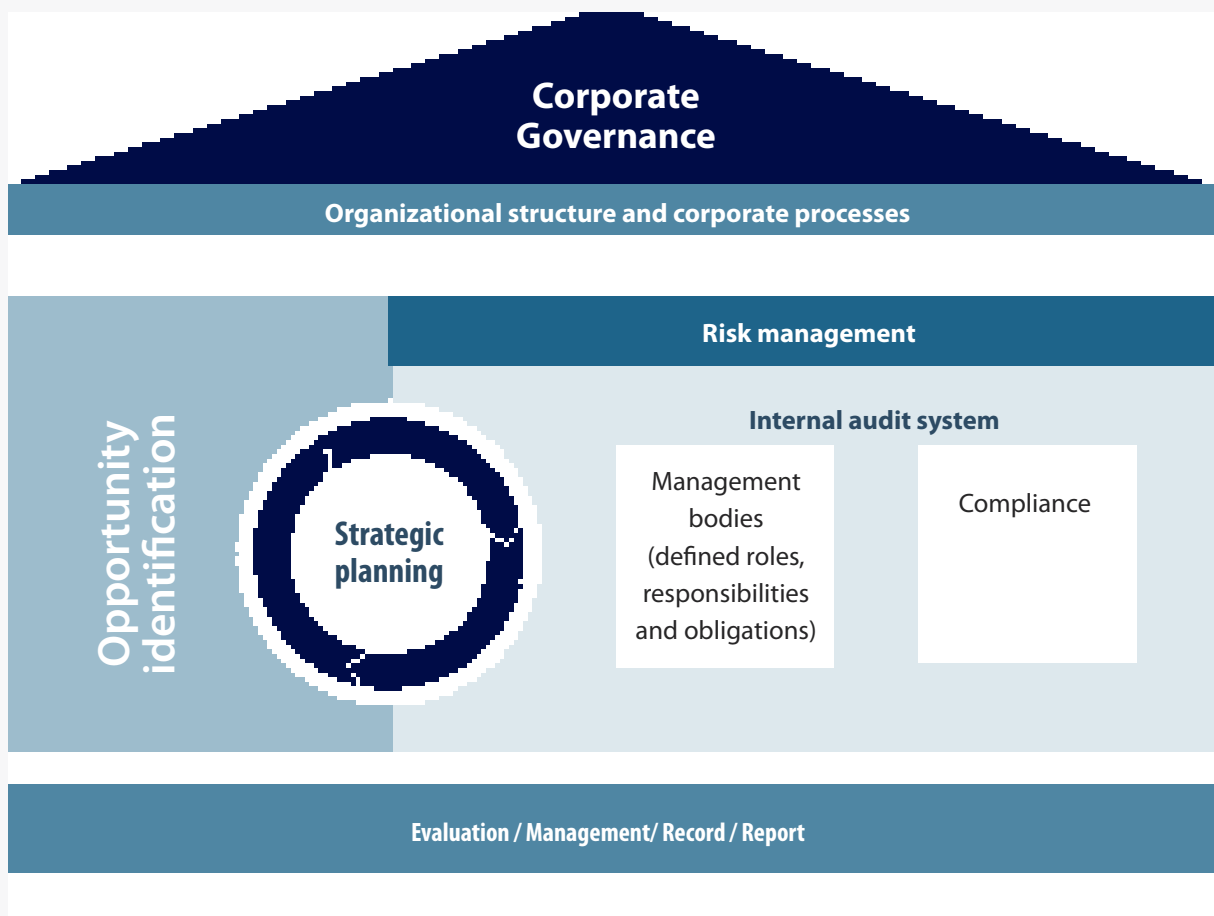 Corporate
Governance
Organizational structure and corporate processes
Risk management
Opportunity
identification
Strategic
planning
Internal audit system
Management
bodies
(defined roles,
responsibilities
and obligations)
Compliance
Evaluation / Management/ Record / Report